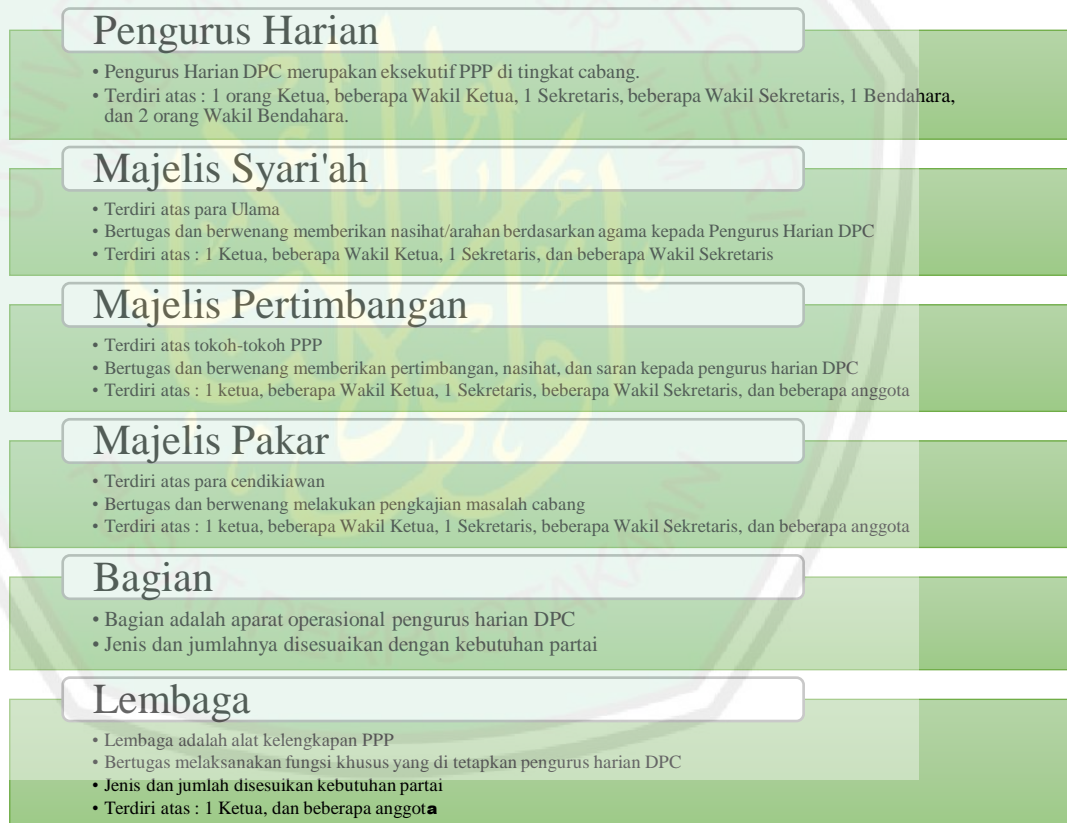 Pengurus Harian
• Pengurus Harian DPC merupakan eksekutif PPP di tingkat cabang.
• Terdiri atas : 1 orang Ketua, beberapa Wakil Ketua, 1 Sekretaris, beberapa Wakil Sekretaris, 1 Bendahara,
dan 2 orang Wakil Bendahara.
Majelis Syari'ah
• Terdiri atas para Ulama
• Bertugas dan berwenang memberikan nasihat/arahan berdasarkan agama kepada Pengurus Harian DPC
• Terdiri atas : 1 Ketua, beberapa Wakil Ketua, 1 Sekretaris, dan beberapa Wakil Sekretaris
Majelis Pertimbangan
• Terdiri atas tokoh-tokoh PPP
• Bertugas dan berwenang memberikan pertimbangan, nasihat, dan saran kepada pengurus harian DPC
• Terdiri atas : 1 ketua, beberapa Wakil Ketua, 1 Sekretaris, beberapa Wakil Sekretaris, dan beberapa anggota
Majelis Pakar
• Terdiri atas para cendikiawan
• Bertugas dan berwenang melakukan pengkajian masalah cabang
• Terdiri atas : 1 ketua, beberapa Wakil Ketua, 1 Sekretaris, beberapa Wakil Sekretaris, dan beberapa anggota
Bagian
• Bagian adalah aparat operasional pengurus harian DPC
• Jenis dan jumlahnya disesuaikan dengan kebutuhan partai
Lembaga
• Lembaga adalah alat kelengkapan PPP
• Bertugas melaksanakan fungsi khusus yang di tetapkan pengurus harian DPC
• Jenis dan jumlah disesuikan kebutuhan partai
• Terdiri atas : 1 Ketua, dan beberapa anggota